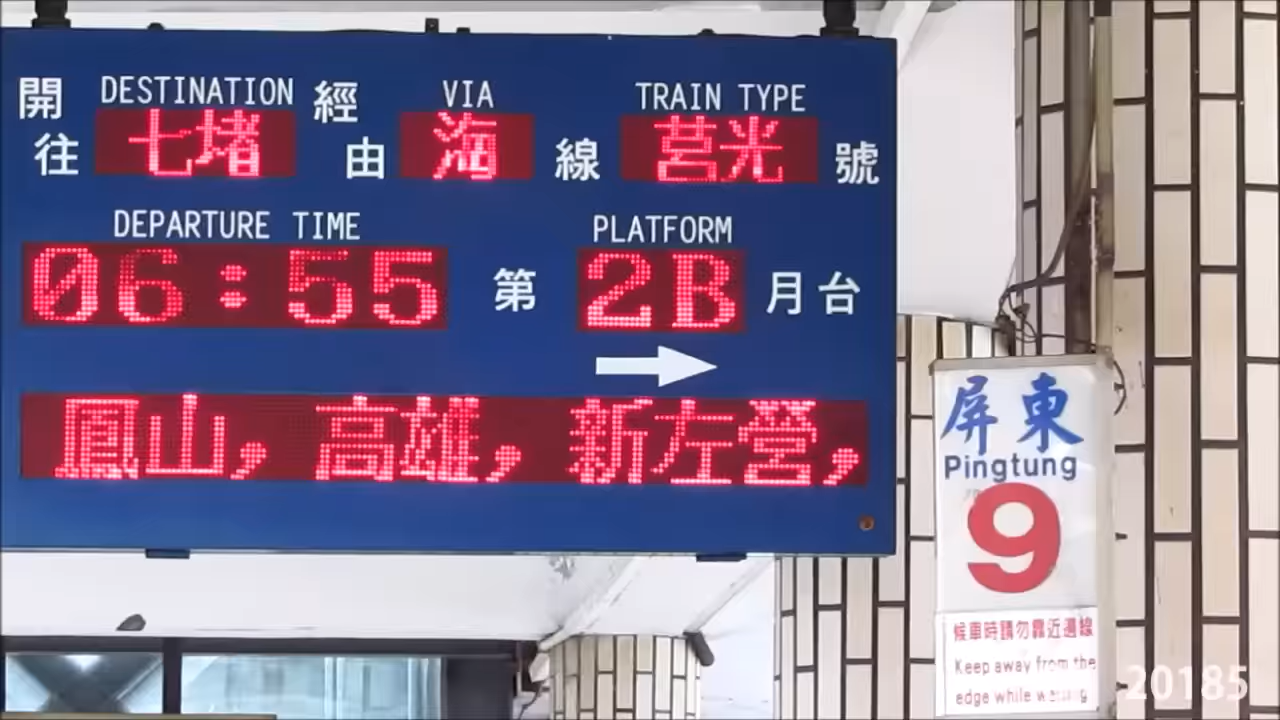 開往 DESTINATION 七堵 經由 VIA 海 線 TRAIN TYPE 莒光 號
DEPARTURE TIME 06:55 第 PLATFORM 2B 月台
鳳山, 高雄, 新左營,
屏東
Pingtung
9
候車時請勿靠近邊線
Keep away from the
edge while waiting
20185